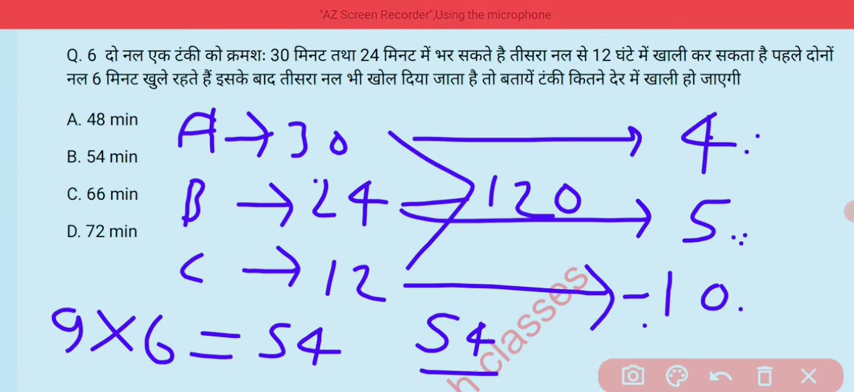 "AZ Screen Recorder",Using the microphone
Q. 6 दो नल एक टंकी को क्रमशः 30 मिनट तथा 24 मिनट में भर सकते है तीसरा नल से 12 घंटे में खाली कर सकता है पहले दोनों
नल 6 मिनट खुले रहते हैं इसके बाद तीसरा नल भी खोल दिया जाता है तो बतायें टंकी कितने देर में खाली हो जाएगी
A. 48 min
B. 54 min
C. 66 min
D. 72 min
A → 30 → 4
B → 24 120 → 5
C → 12 → -10
9 × 6 = 54 54
h classes